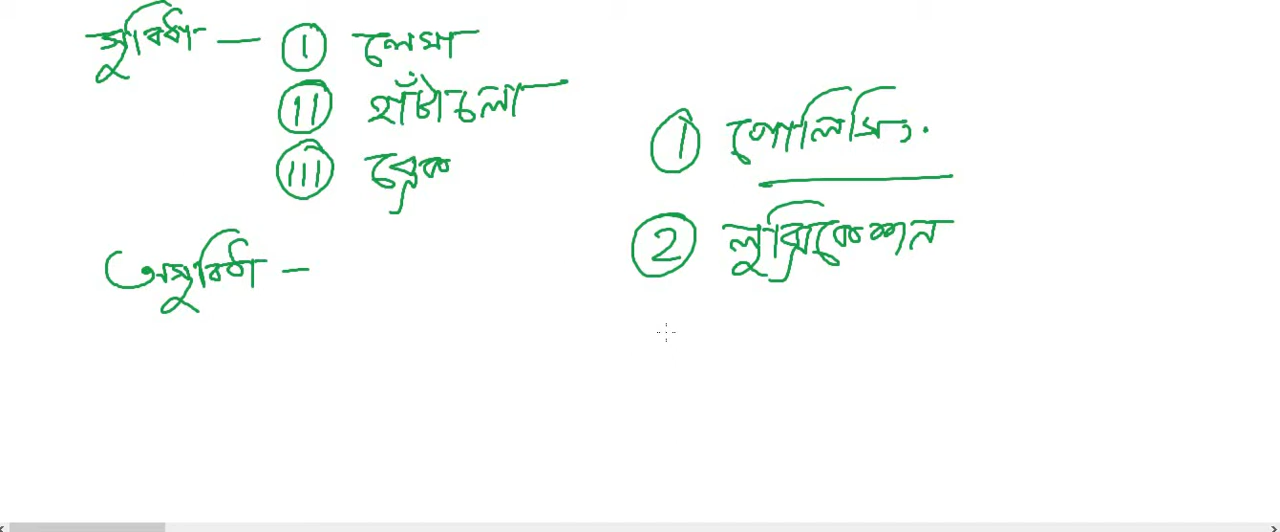 সুবিধা — (i) লেখা
(ii) হাঁটাচলা
(iii) ব্রেক
অসুবিধা —
(1) পোলিসিং
(2) লুব্রিকেশন